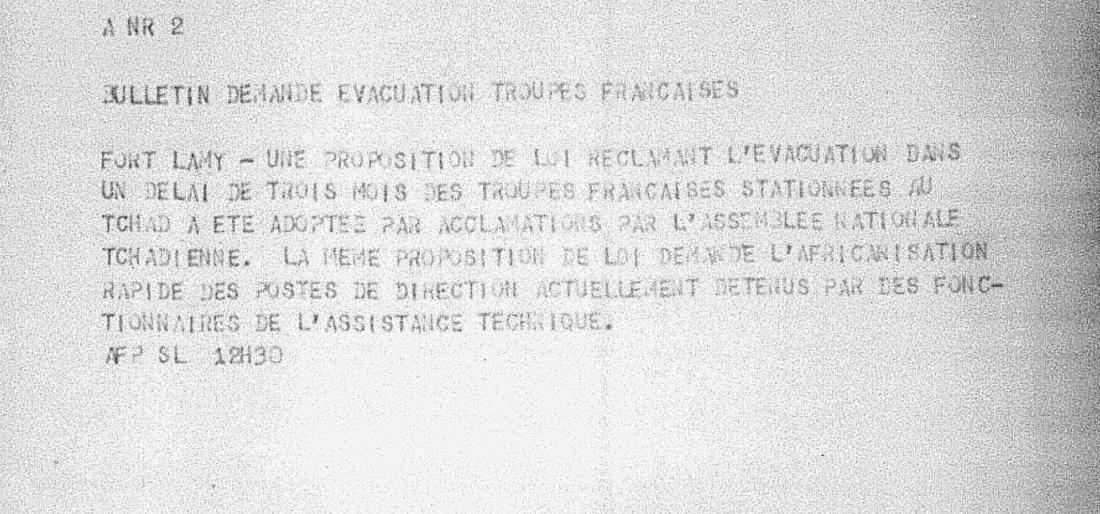 A NR 2
BULLETIN DEMANDE EVACUATION TROUPES FRANCAISES
FORT LAMY - UNE PROPOSITION DE LOI RECLAMANT L'EVACUATION DANS
UN DELAI DE TROIS MOIS DES TROUPES FRANCAISES STATIONNEES AU
TCHAD A ETE ADOPTEE PAR ACCLAMATIONS PAR L'ASSEMBLEE NATIONALE
TCHADIENNE. LA MEME PROPOSITION DE LOI DEMANDE L'AFRICANISATION
RAPIDE DES POSTES DE DIRECTION ACTUELLEMENT DETENUS PAR DES FONC-
TIONNAIRES DE L'ASSISTANCE TECHNIQUE.
AFP SL 12H30